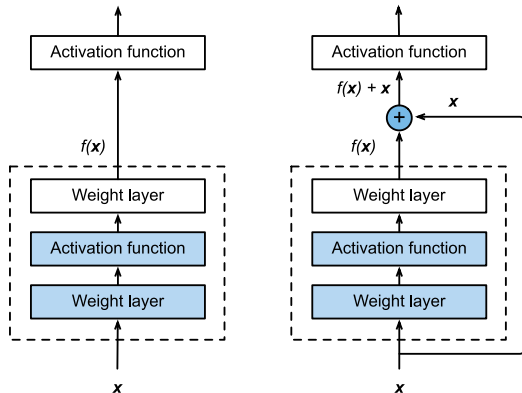 Activation function
f(x)
Weight layer
Activation function
Weight layer
x
Activation function
f(x) + x
x
+
f(x)
Weight layer
Activation function
Weight layer
x